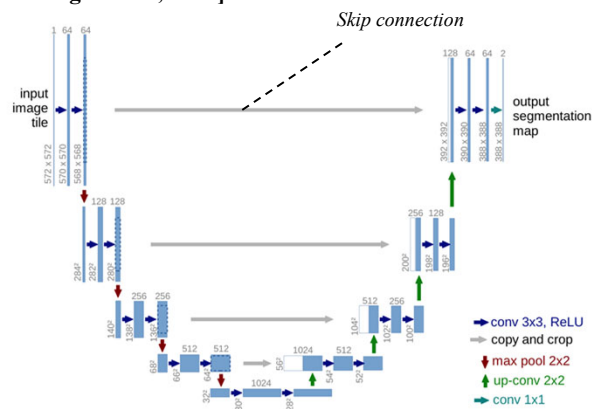 Skip connection
1 64 64
128 64 64 2
input
image
tile
output
segmentation
map
572 x 572
570 x 570
568 x 568
392 x 392
390 x 390
388 x 388
388 x 388
128 128
256 128
284²
282²
280²
200²
198²
196²
256 256
512 256
140²
138²
136²
104²
102²
100²
512 512
1024 512
68²
66²
64²
56²
54²
52²
1024
32²
30²
28²
conv 3x3, ReLU
copy and crop
max pool 2x2
up-conv 2x2
conv 1x1